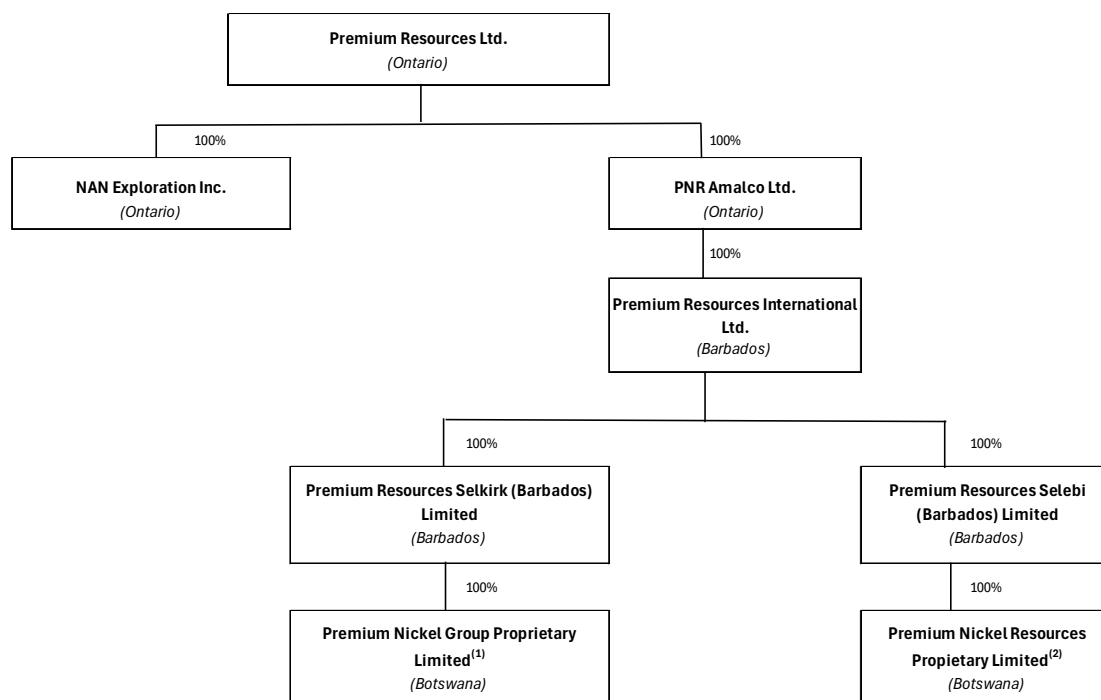 Premium Resources Ltd.
(Ontario)
100%
100%
NAN Exploration Inc.
(Ontario)
PNR Amalco Ltd.
(Ontario)
100%
Premium Resources International
Ltd.
(Barbados)
100%
100%
Premium Resources Selkirk (Barbados)
Limited
(Barbados)
Premium Resources Selebi
(Barbados) Limited
(Barbados)
100%
100%
Premium Nickel Group Proprietary
Limited(1)
(Botswana)
Premium Nickel Resources
Propietary Limited(2)
(Botswana)